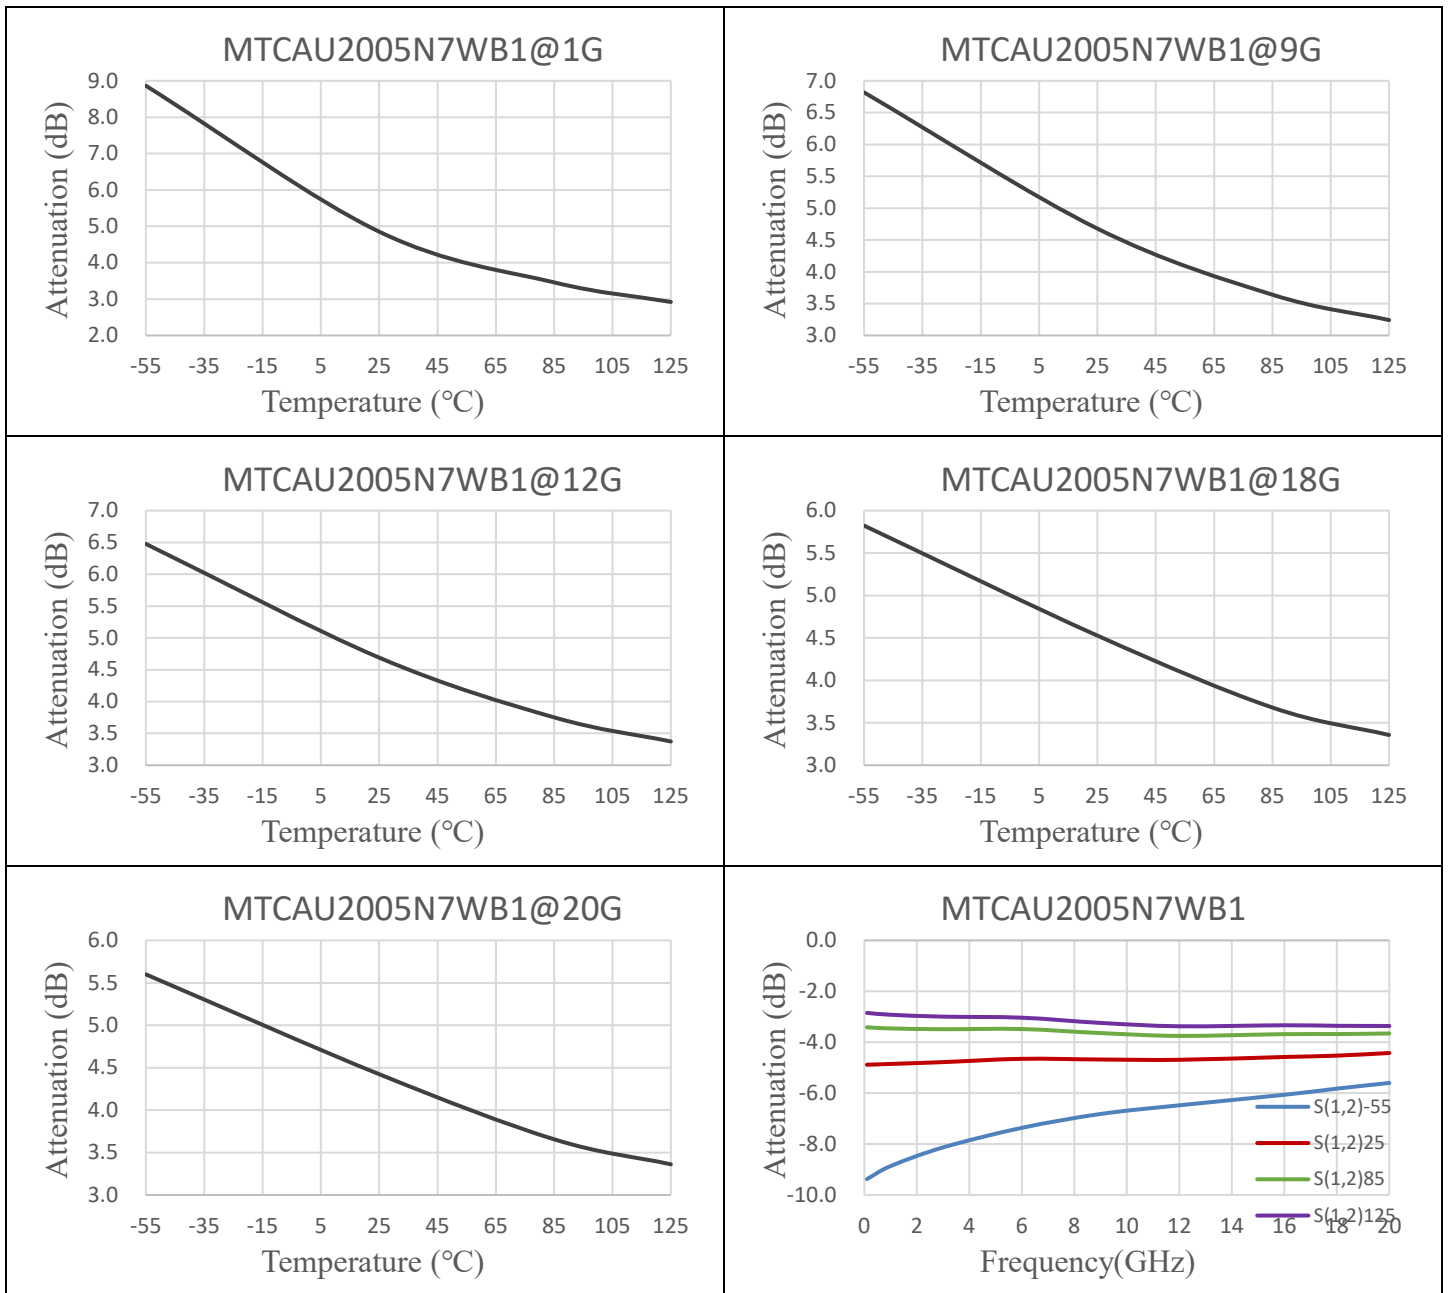 MTCAU2005N7WB1@1G
Attenuation (dB)
9.0
8.0
7.0
6.0
5.0
4.0
3.0
2.0
-55 -35 -15 5 25 45 65 85 105 125
Temperature (℃)
MTCAU2005N7WB1@9G
Attenuation (dB)
7.0
6.5
6.0
5.5
5.0
4.5
4.0
3.5
3.0
-55 -35 -15 5 25 45 65 85 105 125
Temperature (℃)
MTCAU2005N7WB1@12G
Attenuation (dB)
7.0
6.5
6.0
5.5
5.0
4.5
4.0
3.5
3.0
-55 -35 -15 5 25 45 65 85 105 125
Temperature (℃)
MTCAU2005N7WB1@18G
Attenuation (dB)
6.0
5.5
5.0
4.5
4.0
3.5
3.0
-55 -35 -15 5 25 45 65 85 105 125
Temperature (℃)
MTCAU2005N7WB1@20G
Attenuation (dB)
6.0
5.5
5.0
4.5
4.0
3.5
3.0
-55 -35 -15 5 25 45 65 85 105 125
Temperature (℃)
MTCAU2005N7WB1
Attenuation (dB)
0.0
-2.0
-4.0
-6.0
-8.0
-10.0
S(1,2)-55
S(1,2)25
S(1,2)85
S(1,2)125
0 2 4 6 8 10 12 14 16 18 20
Frequency(GHz)